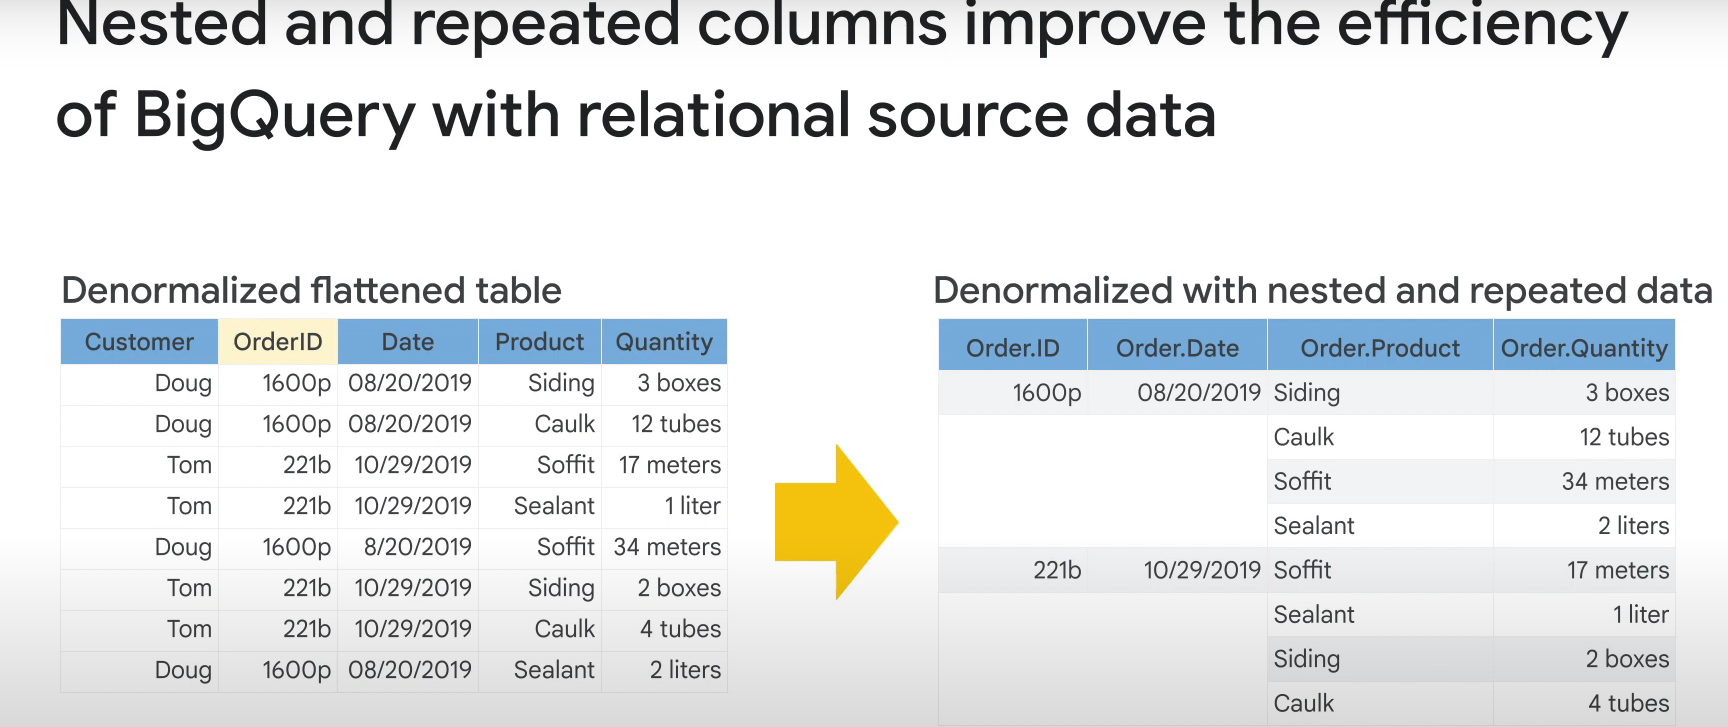 Nested and repeated columns improve the efficiency
of BigQuery with relational source data
Denormalized flattened table
Customer OrderID Date Product Quantity
Doug 1600p 08/20/2019 Siding 3 boxes
Doug 1600p 08/20/2019 Caulk 12 tubes
Tom 221b 10/29/2019 Soffit 17 meters
Tom 221b 10/29/2019 Sealant 1 liter
Doug 1600p 8/20/2019 Soffit 34 meters
Tom 221b 10/29/2019 Siding 2 boxes
Tom 221b 10/29/2019 Caulk 4 tubes
Doug 1600p 08/20/2019 Sealant 2 liters
Denormalized with nested and repeated data
Order.ID Order.Date Order.Product Order.Quantity
1600p 08/20/2019 Siding 3 boxes
Caulk 12 tubes
Soffit 34 meters
Sealant 2 liters
221b 10/29/2019 Soffit 17 meters
Sealant 1 liter
Siding 2 boxes
Caulk 4 tubes